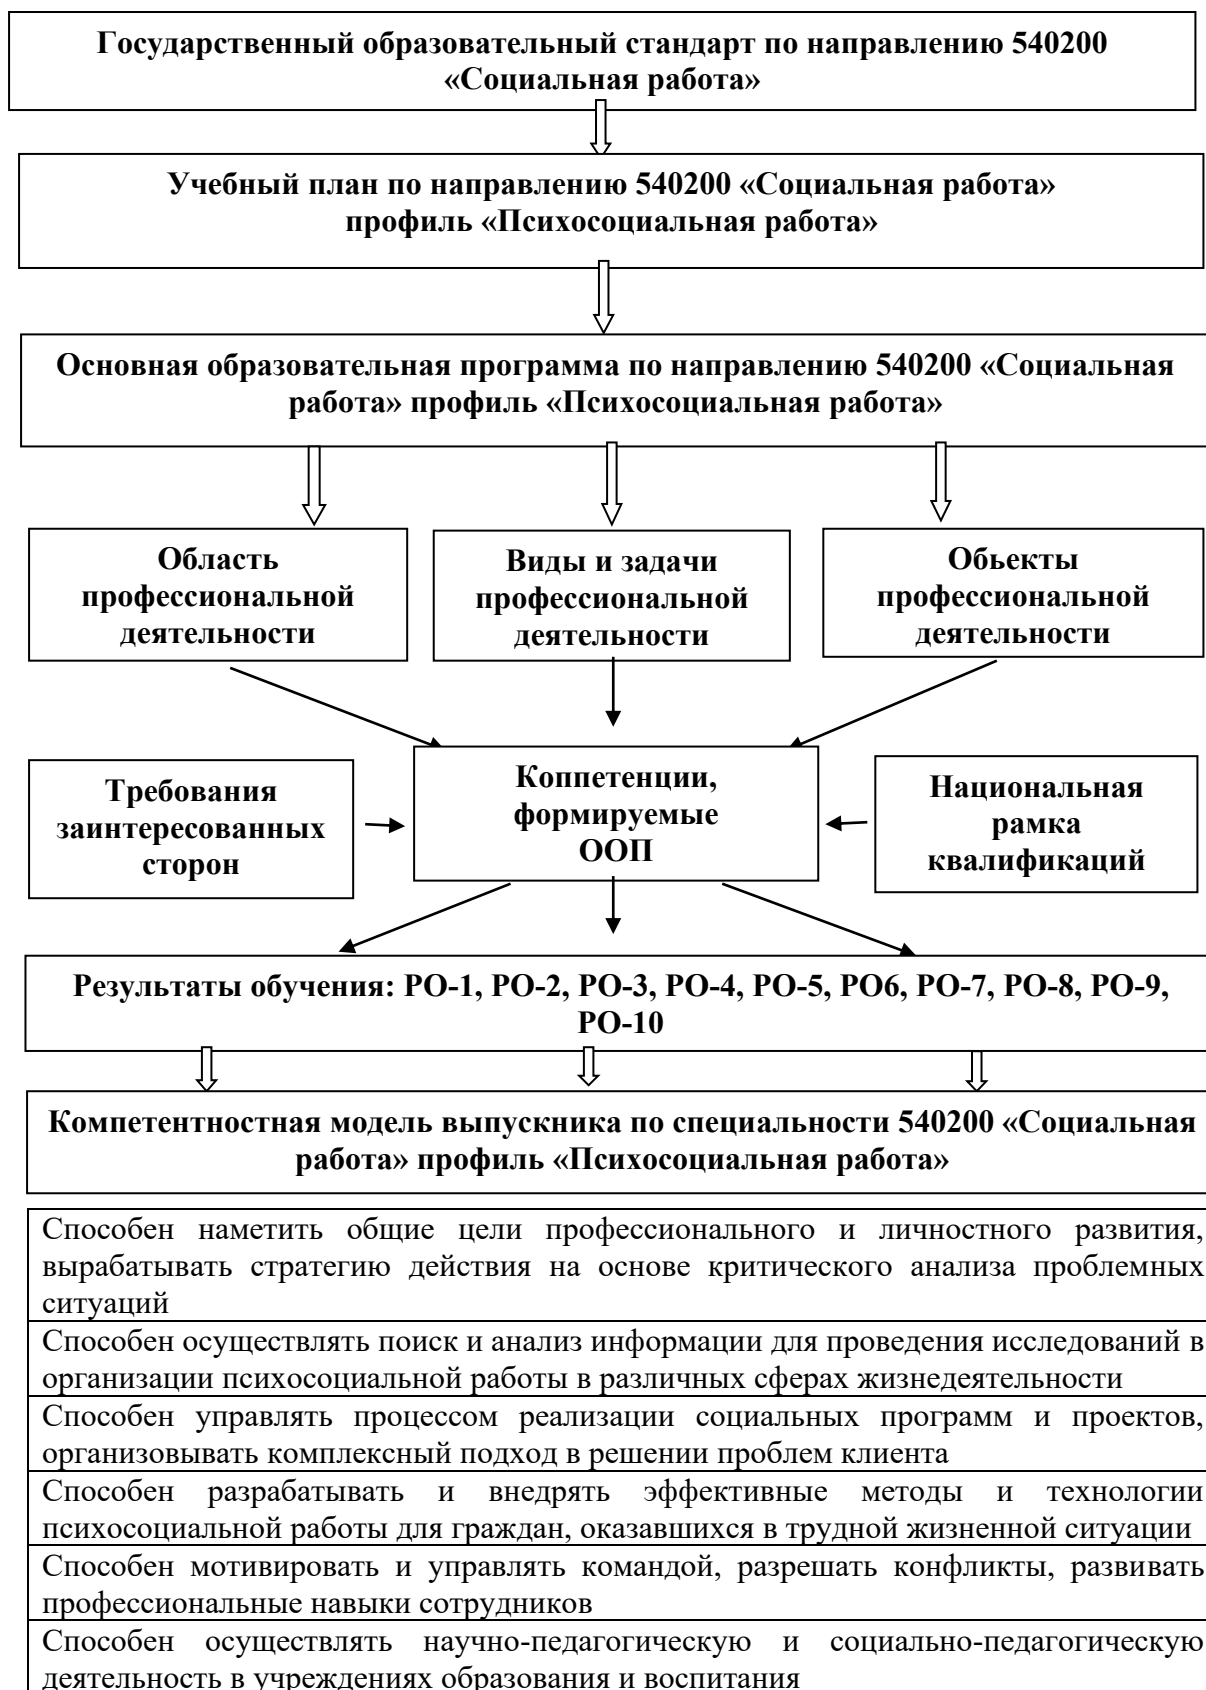 Государственный образовательный стандарт по направлению 540200
«Социальная работа»
Учебный план по направлению 540200 «Социальная работа»
профиль «Психосоциальная работа»
Основная образовательная программа по направлению 540200 «Социальная
работа» профиль «Психосоциальная работа»
Область
профессиональной
деятельности
Виды и задачи
профессиональной
деятельности
Обьекты
профессиональной
деятельности
Требования
заинтересованных
сторон
Коппетенции,
формируемые
ООП
Национальная
рамка
квалификаций
Результаты обучения: РО-1, РО-2, РО-3, РО-4, РО-5, РО6, РО-7, РО-8, РО-9,
РО-10
Компетентностная модель выпускника по специальности 540200 «Социальная
работа» профиль «Психосоциальная работа»
Способен наметить общие цели профессионального и личностного развития,
вырабатывать стратегию действия на основе критического анализа проблемных
ситуаций
Способен осуществлять поиск и анализ информации для проведения исследований в
организации психосоциальной работы в различных сферах жизнедеятельности
Способен управлять процессом реализации социальных программ и проектов,
организовывать комплексный подход в решении проблем клиента
Способен разрабатывать и внедрять эффективные методы и технологии
психосоциальной работы для граждан, оказавшихся в трудной жизненной ситуации
Способен мотивировать и управлять командой, разрешать конфликты, развивать
профессиональные навыки сотрудников
Способен осуществлять научно-педагогическую и социально-педагогическую
деятельность в учреждениях образования и воспитания